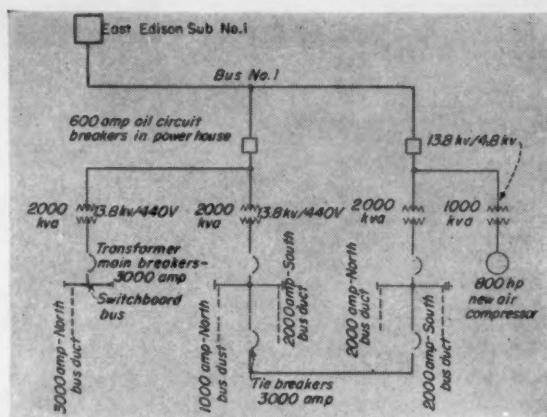 East Edison Sub No.1
Bus No.1
600 amp oil circuit
breakers in powerhouse
13.8 kv/4.8 kv
2000
kva
13.8kv/440V
2000
kva
13.8kv/440V
2000
kva
1000
kva
Transformer
main breakers-
3000 amp
Switchboard
bus
800 hp
new air
compressor
3000 amp-North
bus duct
1000 amp-North
bus dust
2000 amp-South
bus duct
2000 amp-North
bus duct
2000 amp-South
bus duct
Tie breakers
3000 amp